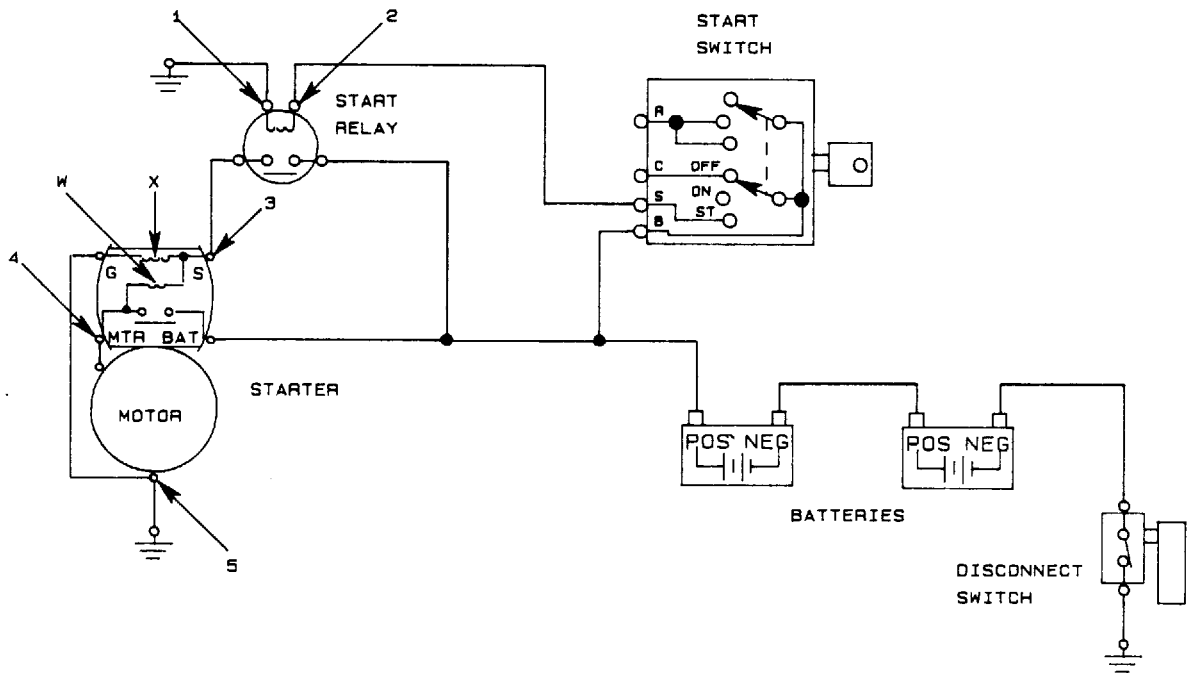 1
2
START
SWITCH
START
RELAY
R
C
OFF
ON
S
ST
B
W
X
3
4
G
S
MTR
BAT
STARTER
MOTOR
5
POS
NEG
POS
NEG
BATTERIES
DISCONNECT
SWITCH